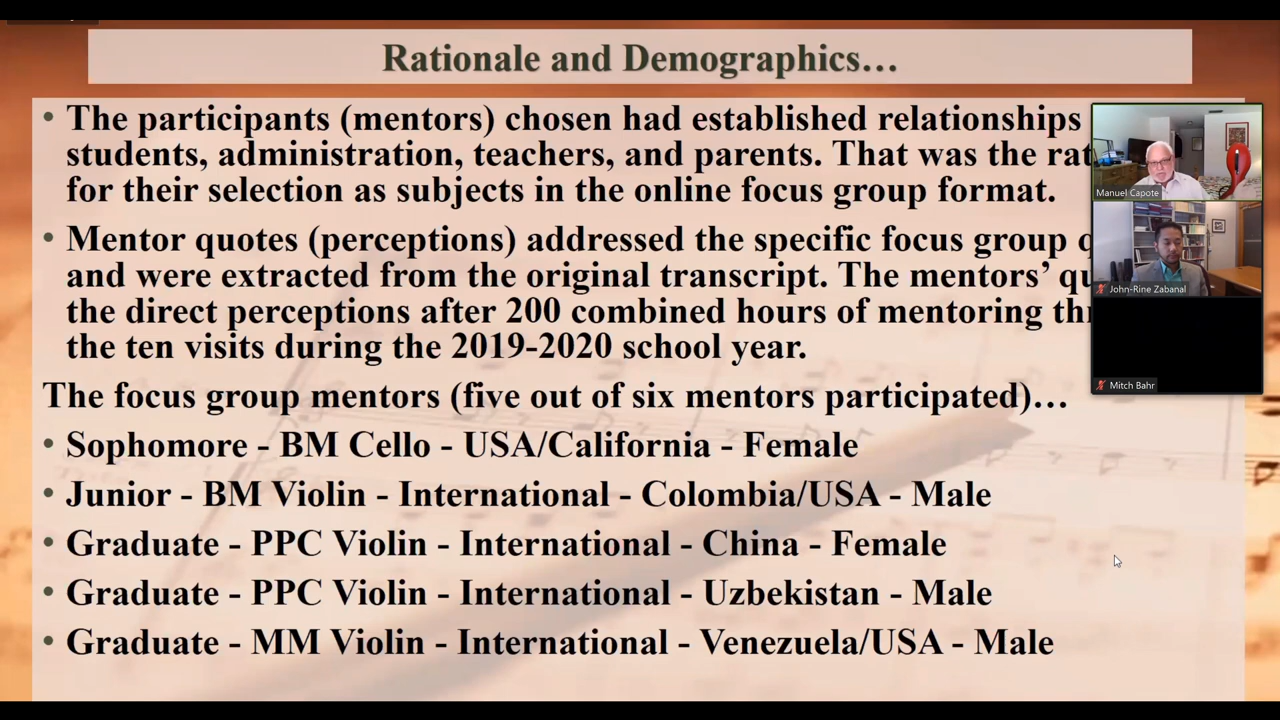 Rationale and Demographics…
• The participants (mentors) chosen had established relationships
students, administration, teachers, and parents. That was the
for their selection as subjects in the online focus group format.
• Mentor quotes (perceptions) addressed the specific focus group
and were extracted from the original transcript. The mentors'
the direct perceptions after 200 combined hours of mentoring
the ten visits during the 2019-2020 school year.
The focus group mentors (five out of six mentors participated)…
• Sophomore - BM Cello - USA/California - Female
• Junior - BM Violin - International - Colombia/USA - Male
• Graduate - PPC Violin - International - China - Female
• Graduate - PPC Violin - International - Uzbekistan - Male
• Graduate - MM Violin - International - Venezuela/USA - Male
Manuel Capote
John-Rine Zabanal
Mitch Bahr